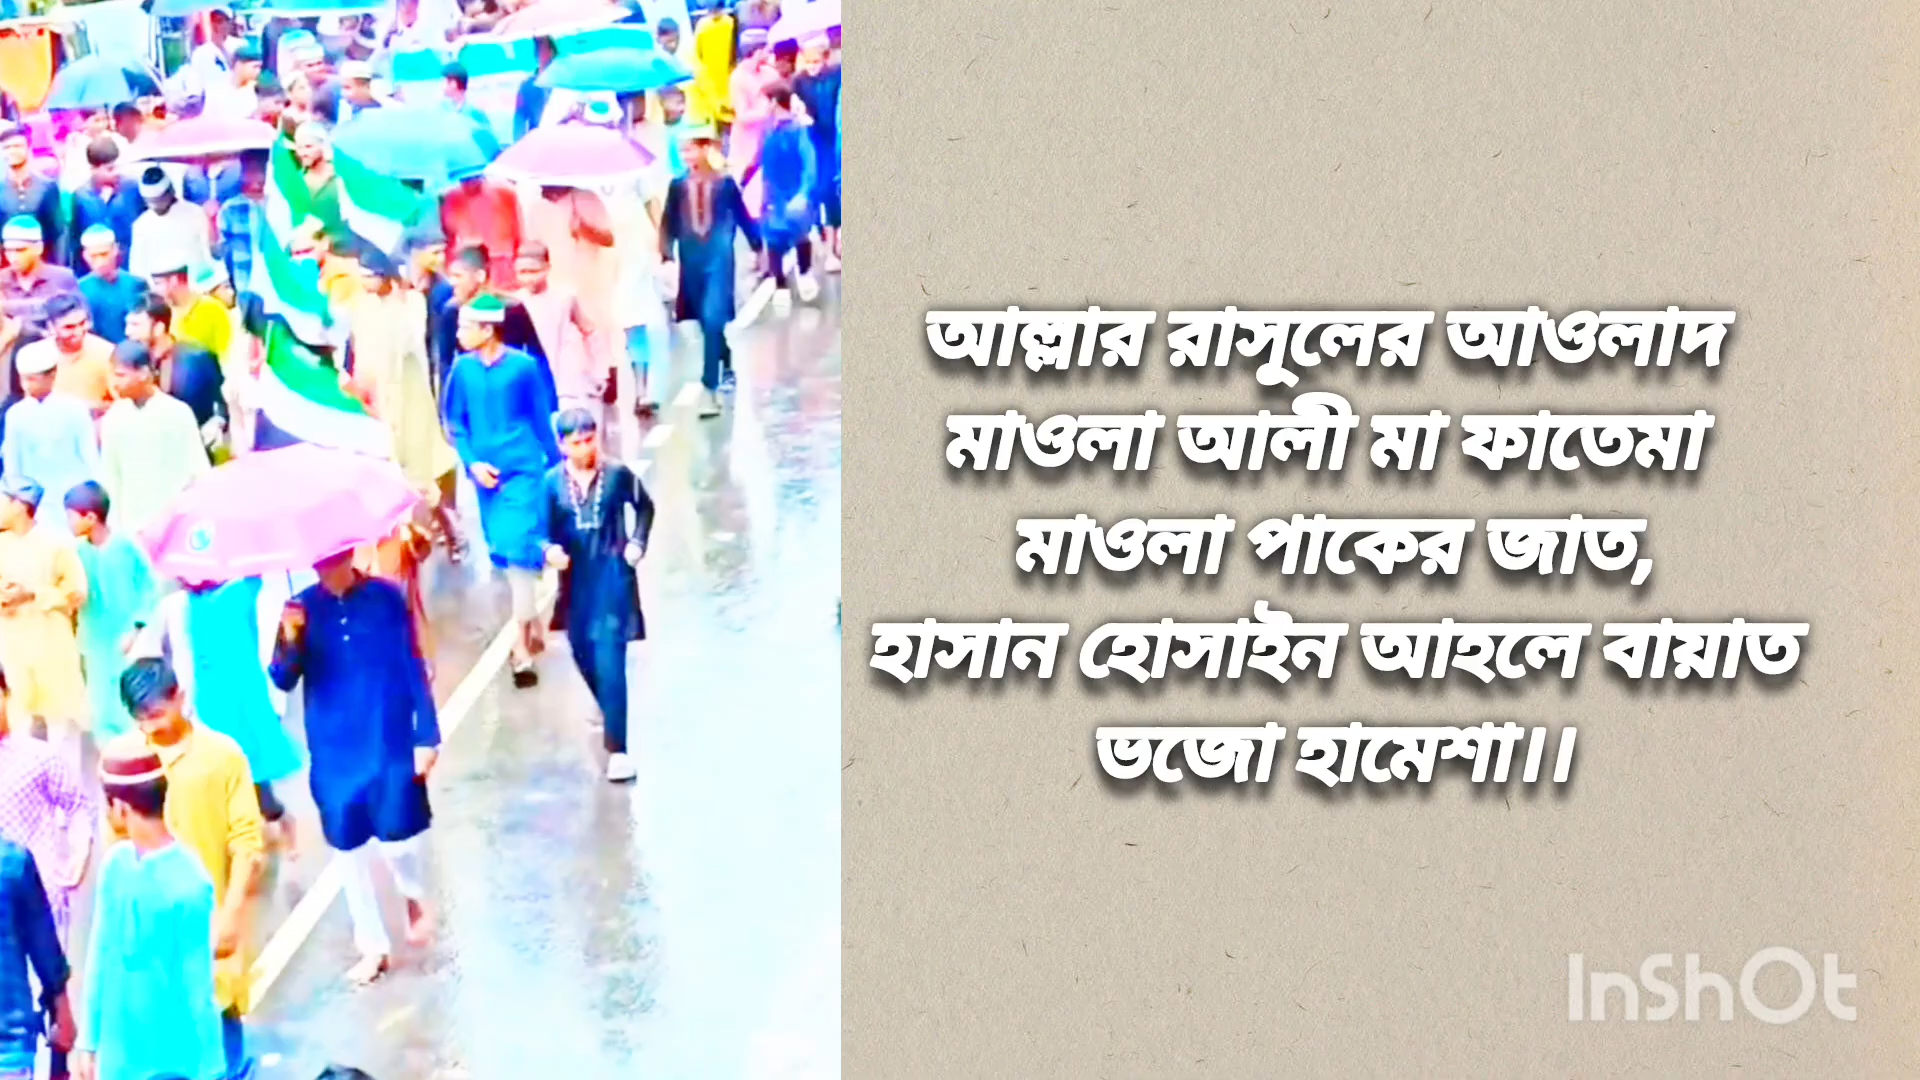 আল্লার রাসুলের আওলাদ
মাওলা আলী মা ফাতেমা
মাওলা পাকের জাত,
হাসান হোসাইন আহলে বায়াত
ভজো হামেশা।।
InShOt